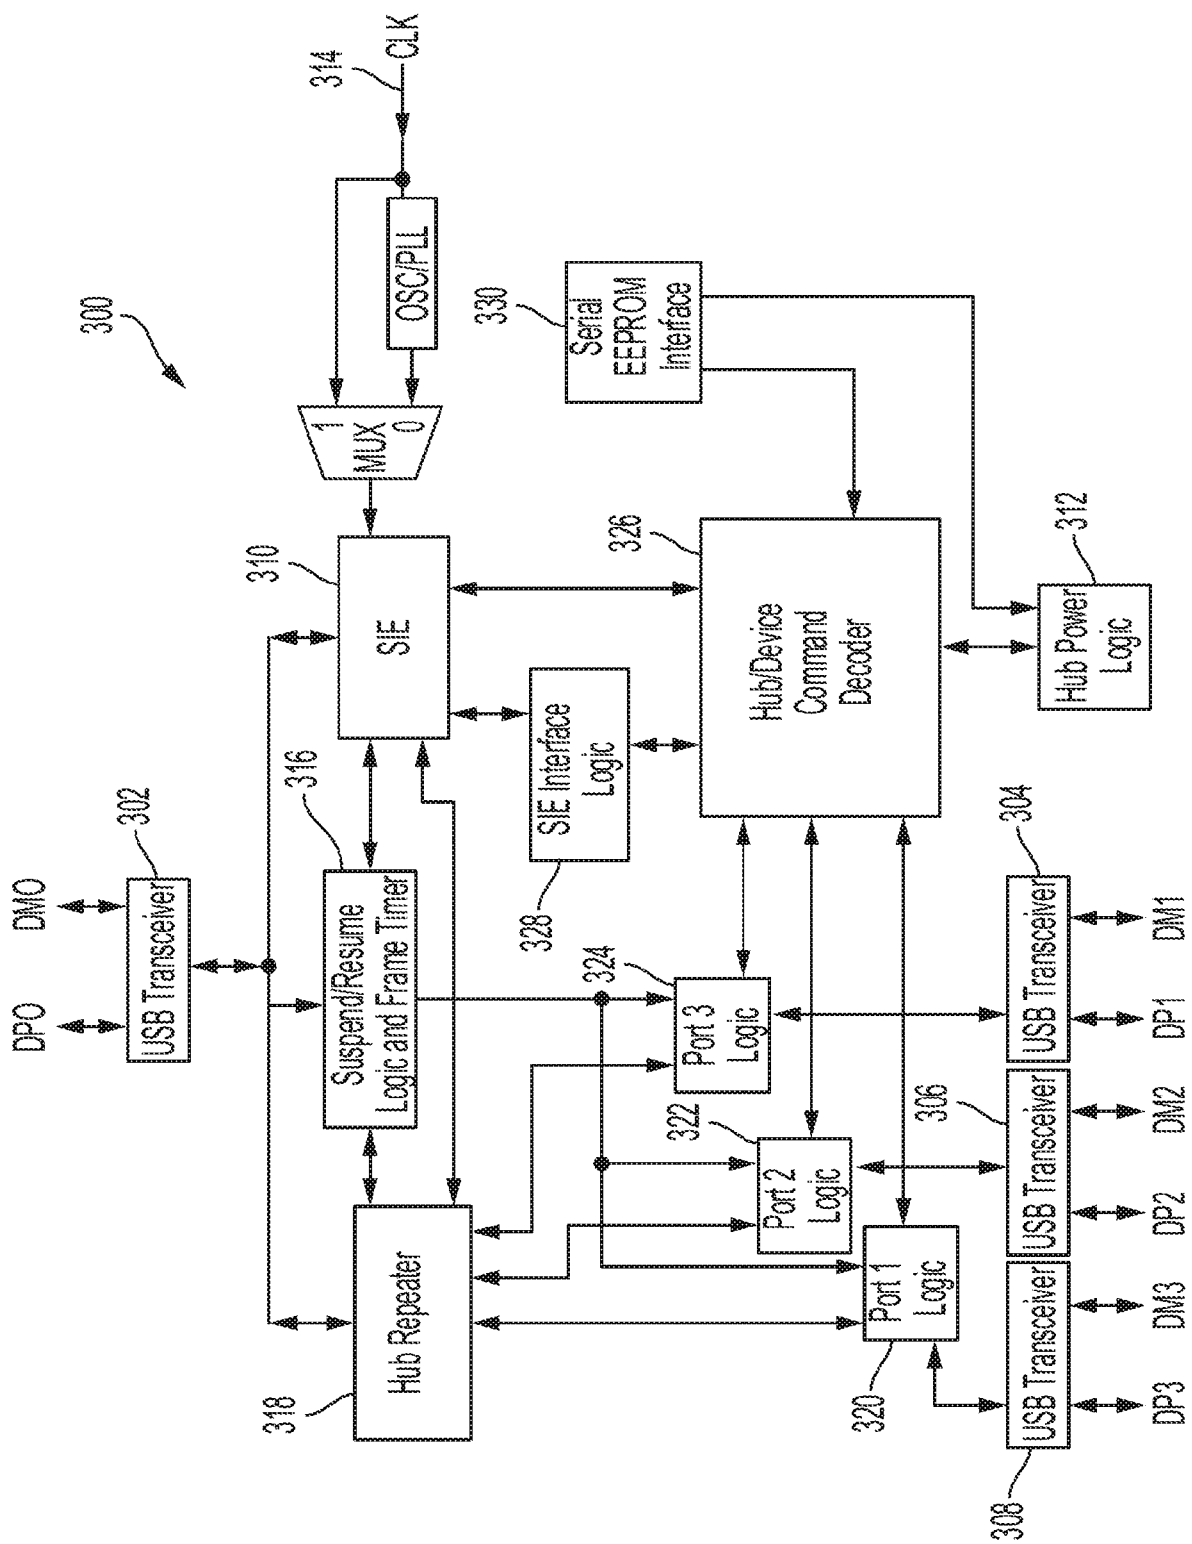 300
DPO
DMO
302
USB Transceiver
318
Hub Repeater
316
Suspend/Resume
Logic and Frame Timer
310
SIE
1
MUX
0
OSC/PLL
314
CLK
328
SIE Interface
Logic
330
Serial
EEPROM
Interface
326
Hub/Device
Command
Decoder
324
Port 3
Logic
322
Port 2
Logic
320
Port 1
Logic
312
Hub Power
Logic
308
USB Transceiver
306
USB Transceiver
304
USB Transceiver
DP3
DM3
DP2
DM2
DP1
DM1